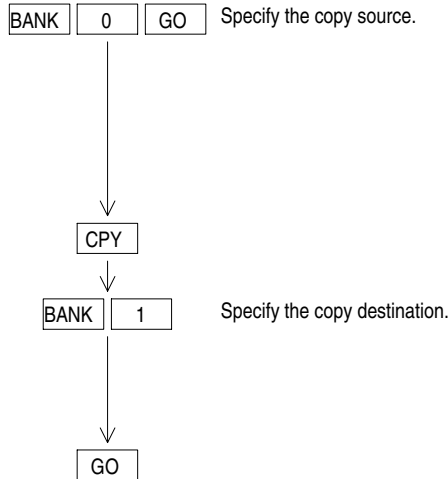 BANK 0 GO Specify the copy source.
CPY
BANK 1 Specify the copy destination.
GO